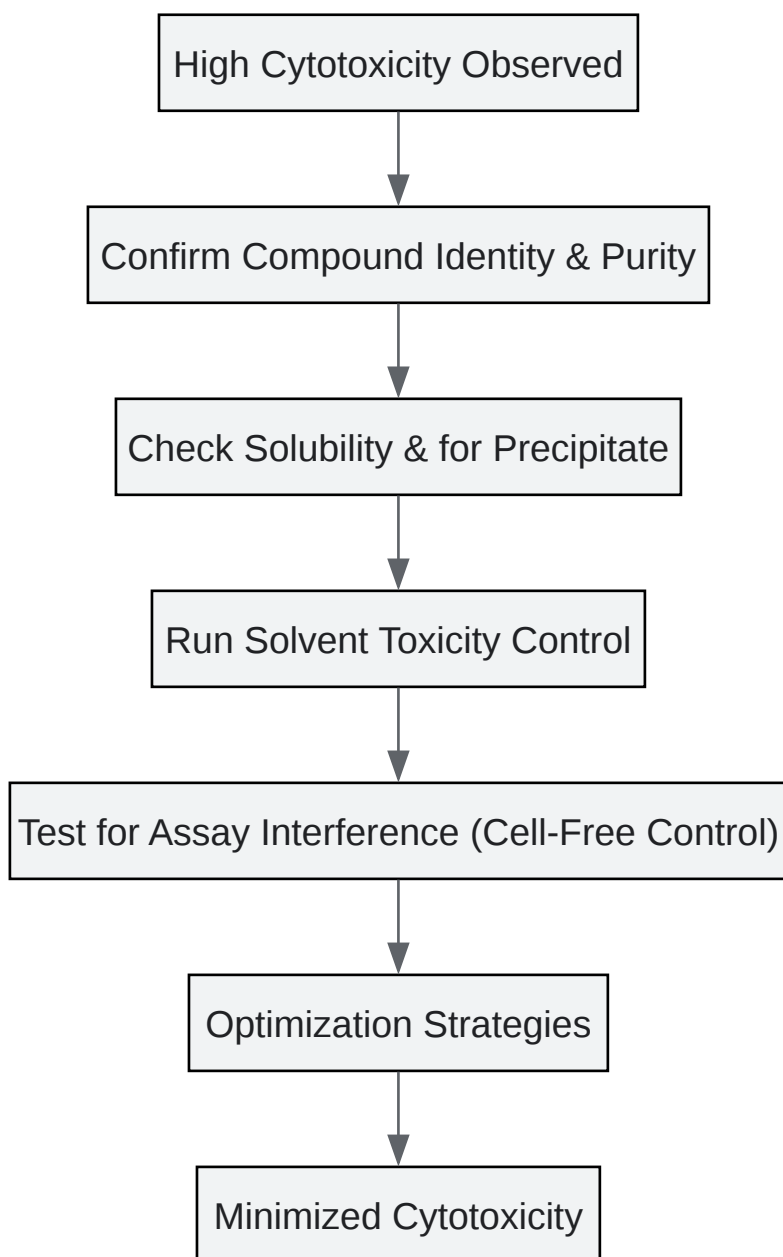 High Cytotoxicity Observed
Confirm Compound Identity & Purity
Check Solubility & for Precipitate
Run Solvent Toxicity Control
Test for Assay Interference (Cell-Free Control)
Optimization Strategies
Minimized Cytotoxicity